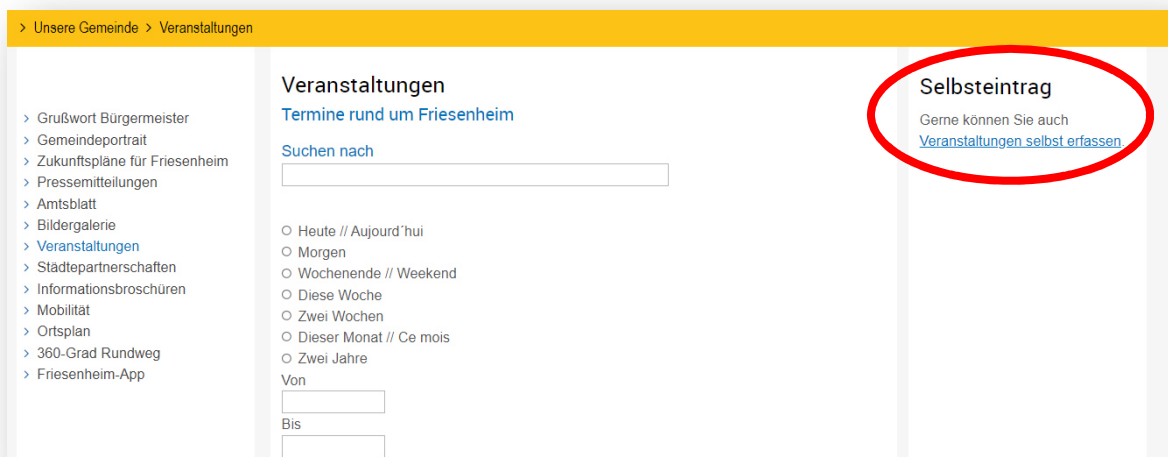 > Unsere Gemeinde > Veranstaltungen
> Grußwort Bürgermeister
> Gemeindeportrait
> Zukunftspläne für Friesenheim
> Pressemitteilungen
> Amtsblatt
> Bildergalerie
> Veranstaltungen
> Städtepartnerschaften
> Informationsbroschüren
> Mobilität
> Ortsplan
> 360-Grad Rundweg
> Friesenheim-App
Veranstaltungen
Termine rund um Friesenheim
Suchen nach
Heute // Aujourd´hui
Morgen
Wochenende // Weekend
Diese Woche
Zwei Wochen
Dieser Monat // Ce mois
Zwei Jahre
Von
Bis
Selbsteintrag
Gerne können Sie auch
Veranstaltungen selbst erfassen.